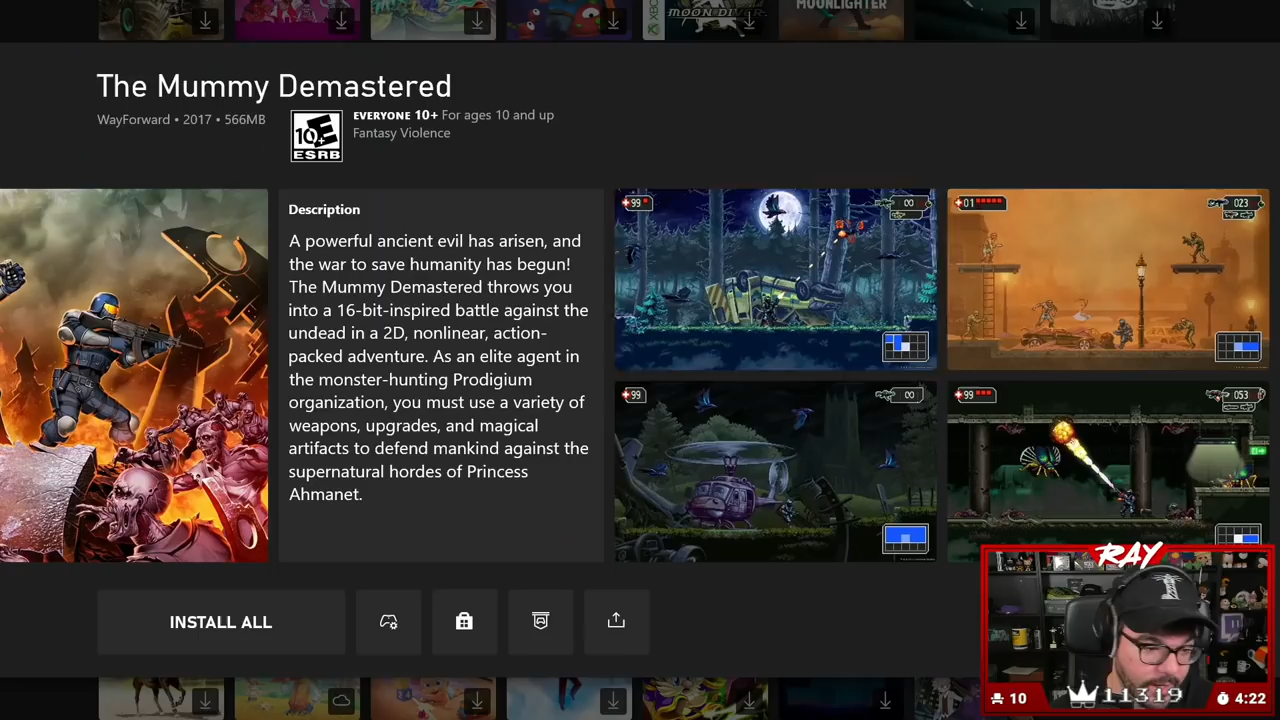 MOON DIVER
MOONLIGHTER
The Mummy Demastered
WayForward • 2017 • 566MB
10+
ESRB
EVERYONE 10+ For ages 10 and up
Fantasy Violence
Description
A powerful ancient evil has arisen, and
the war to save humanity has begun!
The Mummy Demastered throws you
into a 16-bit-inspired battle against the
undead in a 2D, nonlinear, action-
packed adventure. As an elite agent in
the monster-hunting Prodigium
organization, you must use a variety of
weapons, upgrades, and magical
artifacts to defend mankind against the
supernatural hordes of Princess
Ahmanet.
99
∞
01
023
99
∞
99
053
INSTALL ALL
RAY
10
11319
4:22